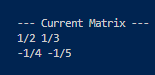 --- Current Matrix ---
1/2 1/3
-1/4 -1/5